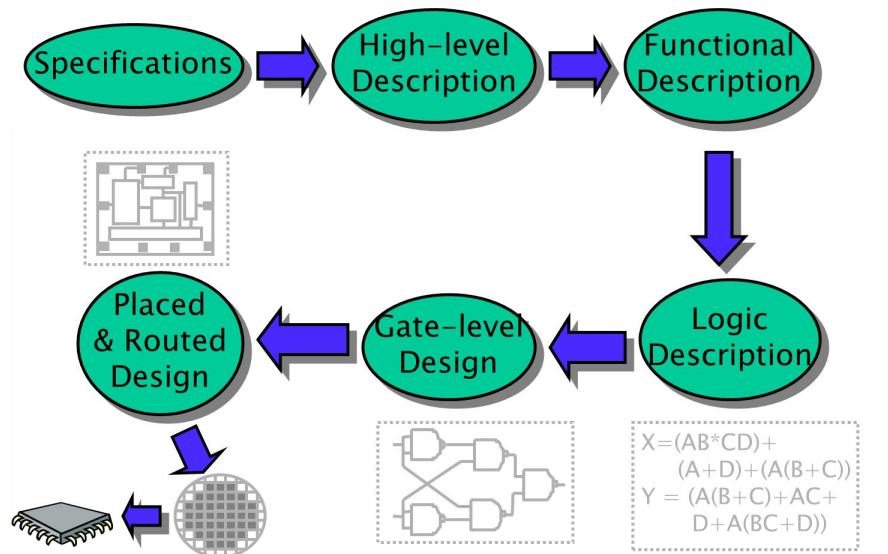 Specifications
High-level
Description
Functional
Description
Placed
& Routed
Design
Gate-level
Design
Logic
Description
X=(AB*CD)+
(A+D)+(A(B+C))
Y = (A(B+C)+AC+
D+A(BC+D))